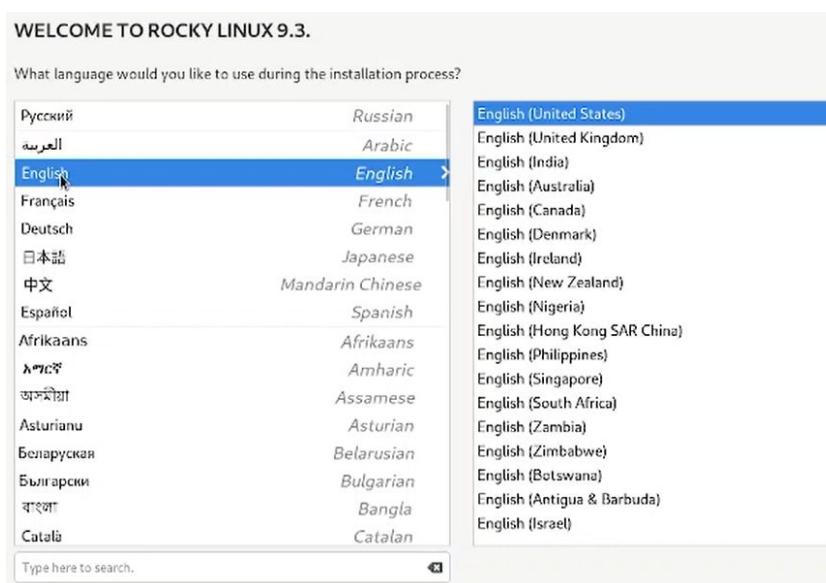 WELCOME TO ROCKY LINUX 9.3.
What language would you like to use during the installation process?
Русский Russian
العربية Arabic
English English
Français French
Deutsch German
日本語 Japanese
中文 Mandarin Chinese
Español Spanish
Afrikaans Afrikaans
አማርኛ Amharic
অসমীয়া Assamese
Asturianu Asturian
Беларуская Belarusian
Български Bulgarian
বাংলা Bangla
Català Catalan
Type here to search.
English (United States)
English (United Kingdom)
English (India)
English (Australia)
English (Canada)
English (Denmark)
English (Ireland)
English (New Zealand)
English (Nigeria)
English (Hong Kong SAR China)
English (Philippines)
English (Singapore)
English (South Africa)
English (Zambia)
English (Zimbabwe)
English (Botswana)
English (Antigua & Barbuda)
English (Israel)